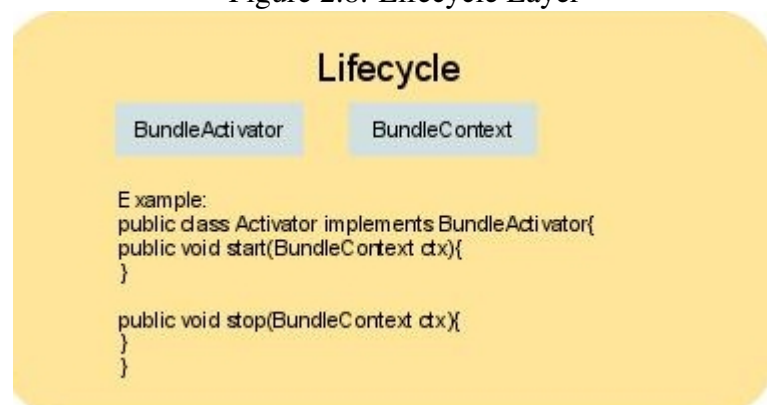 Figure 2.8: Lifecycle Layer
Lifecycle
BundleActivator
BundleContext
Example:
public class Activator implements BundleActivator{
public void start(BundleContext ctx){
}
public void stop(BundleContext ctx){
}
}